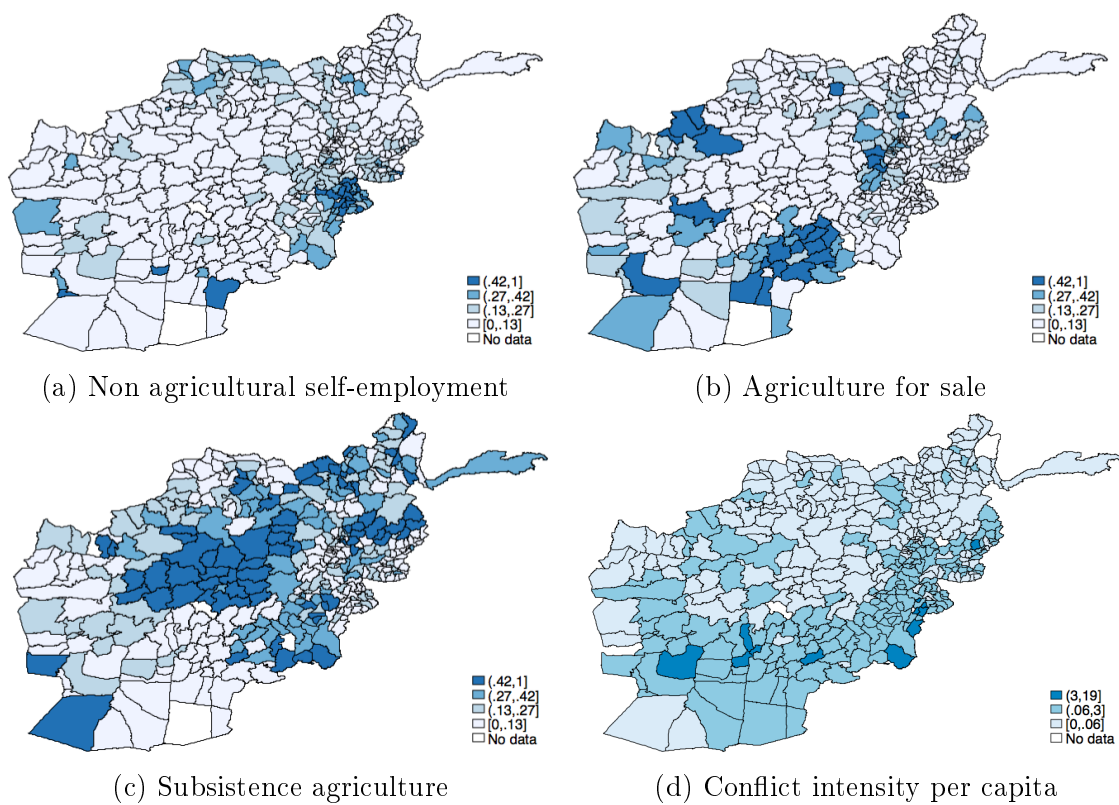 (.42,1]
(.27,.42]
(.13,.27]
[0,.13]
No data
(a) Non agricultural self-employment
(.42,1]
(.27,.42]
(.13,.27]
[0,.13]
No data
(b) Agriculture for sale
(.42,1]
(.27,.42]
(.13,.27]
[0,.13]
No data
(c) Subsistence agriculture
(3,19]
(.06,3]
[0,.06]
No data
(d) Conflict intensity per capita